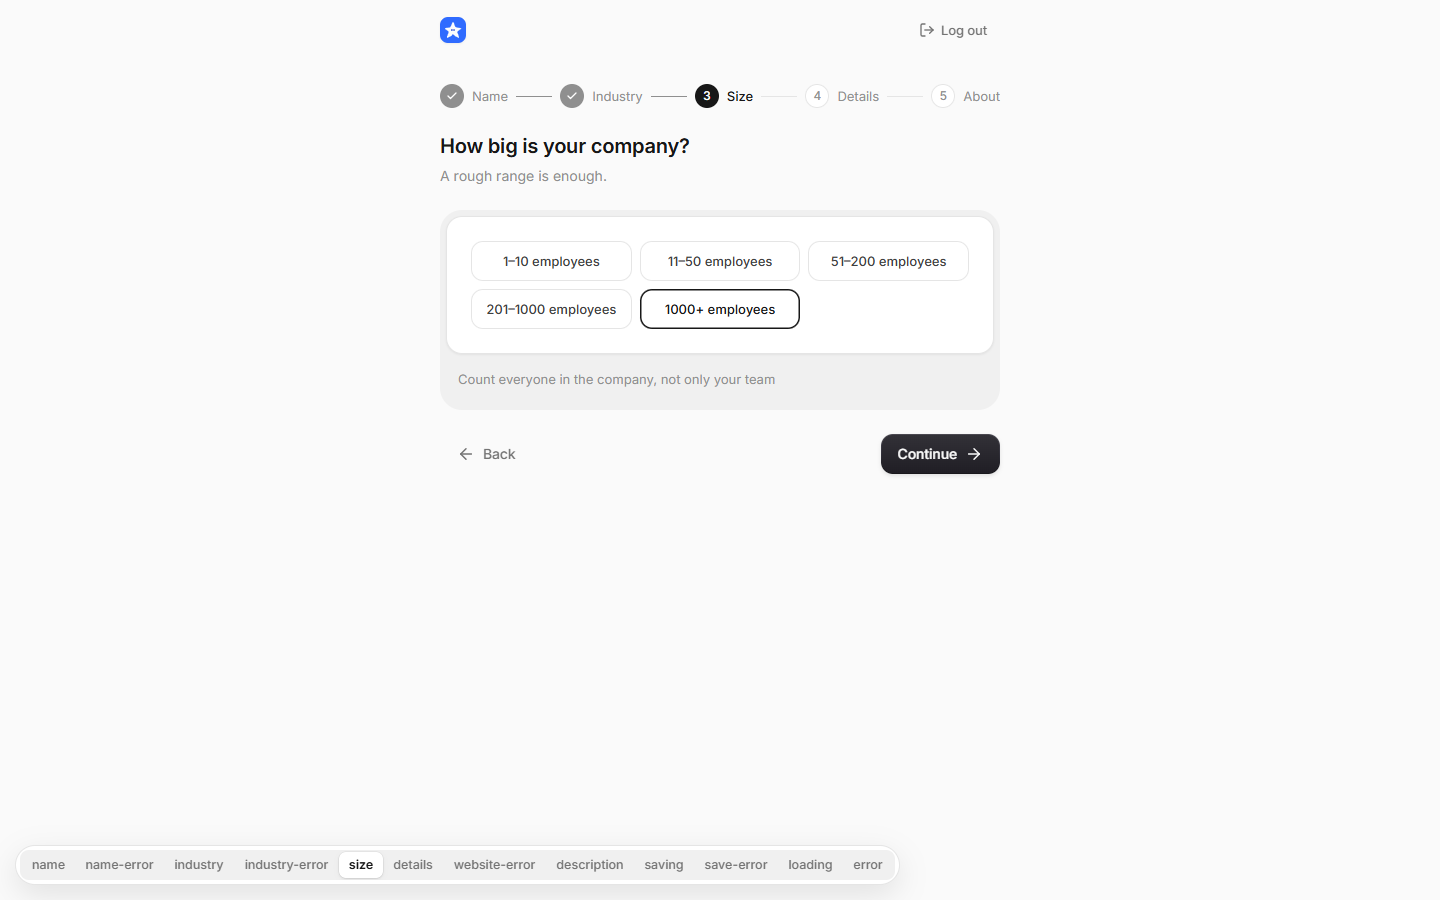 Log out
Name Industry 3 Size 4 Details 5 About
How big is your company?
A rough range is enough.
1–10 employees 11–50 employees 51–200 employees
201–1000 employees 1000+ employees
Count everyone in the company, not only your team
Back Continue
name name-error industry industry-error size details website-error description saving save-error loading error